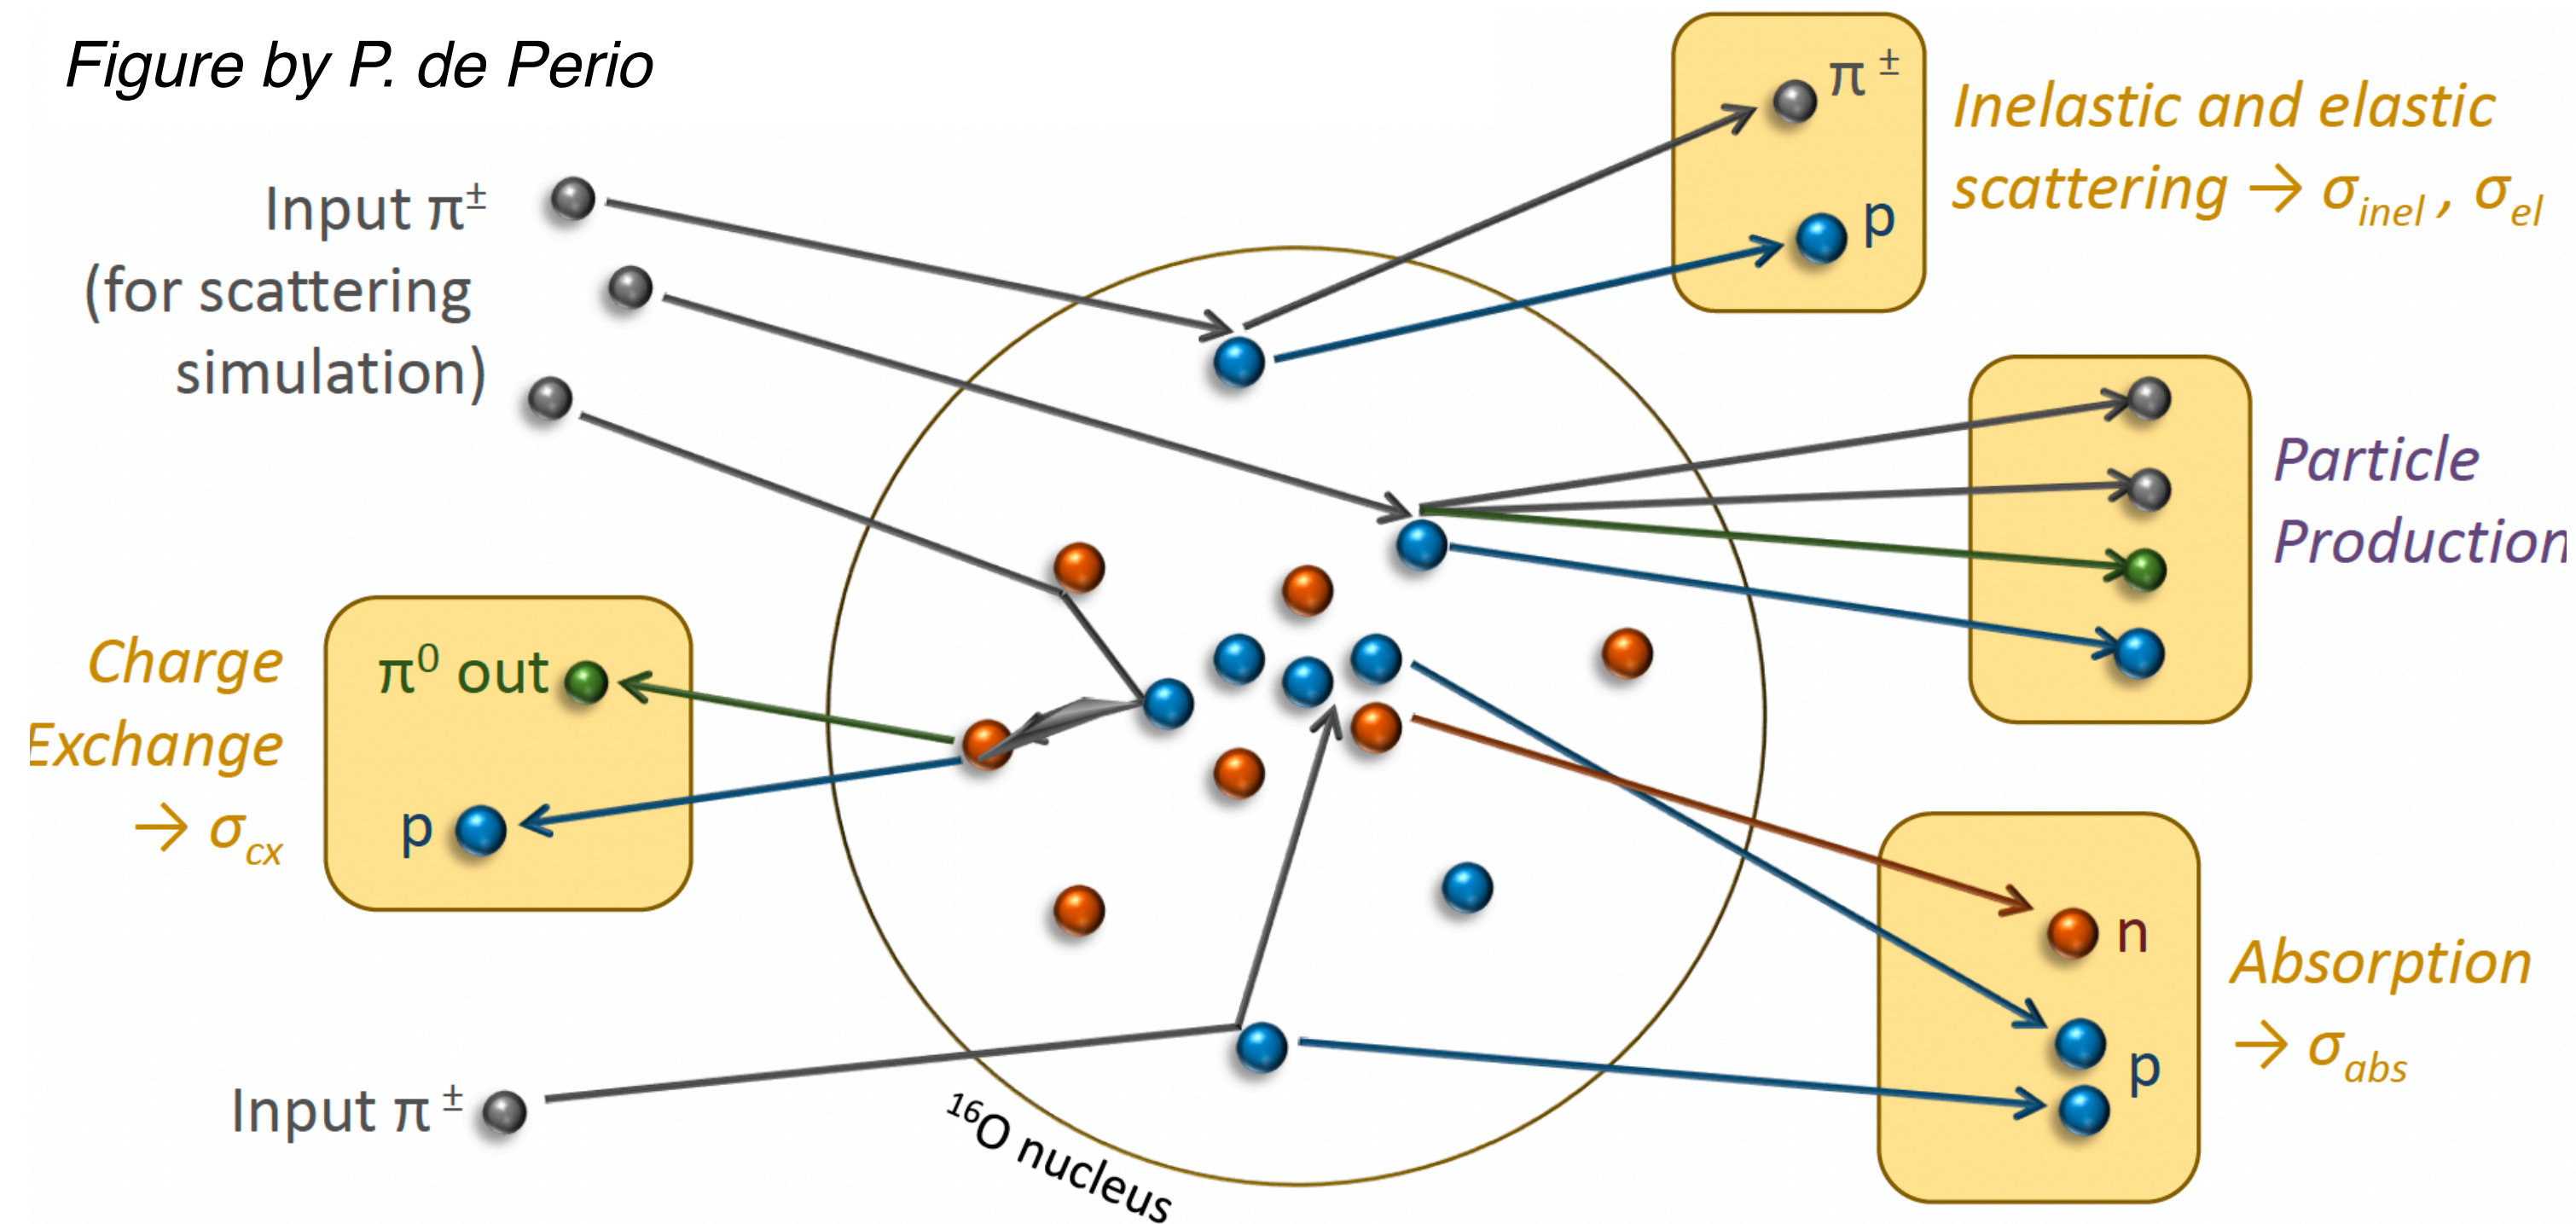 Figure by P. de Perio
π ±
Inelastic and elastic
scattering → σinel , σel
p
Input π±
(for scattering
simulation)
Particle
Production
Charge
Exchange
→ σcx
π0 out
p
n
p
Absorption
→ σabs
Input π ±
16O nucleus